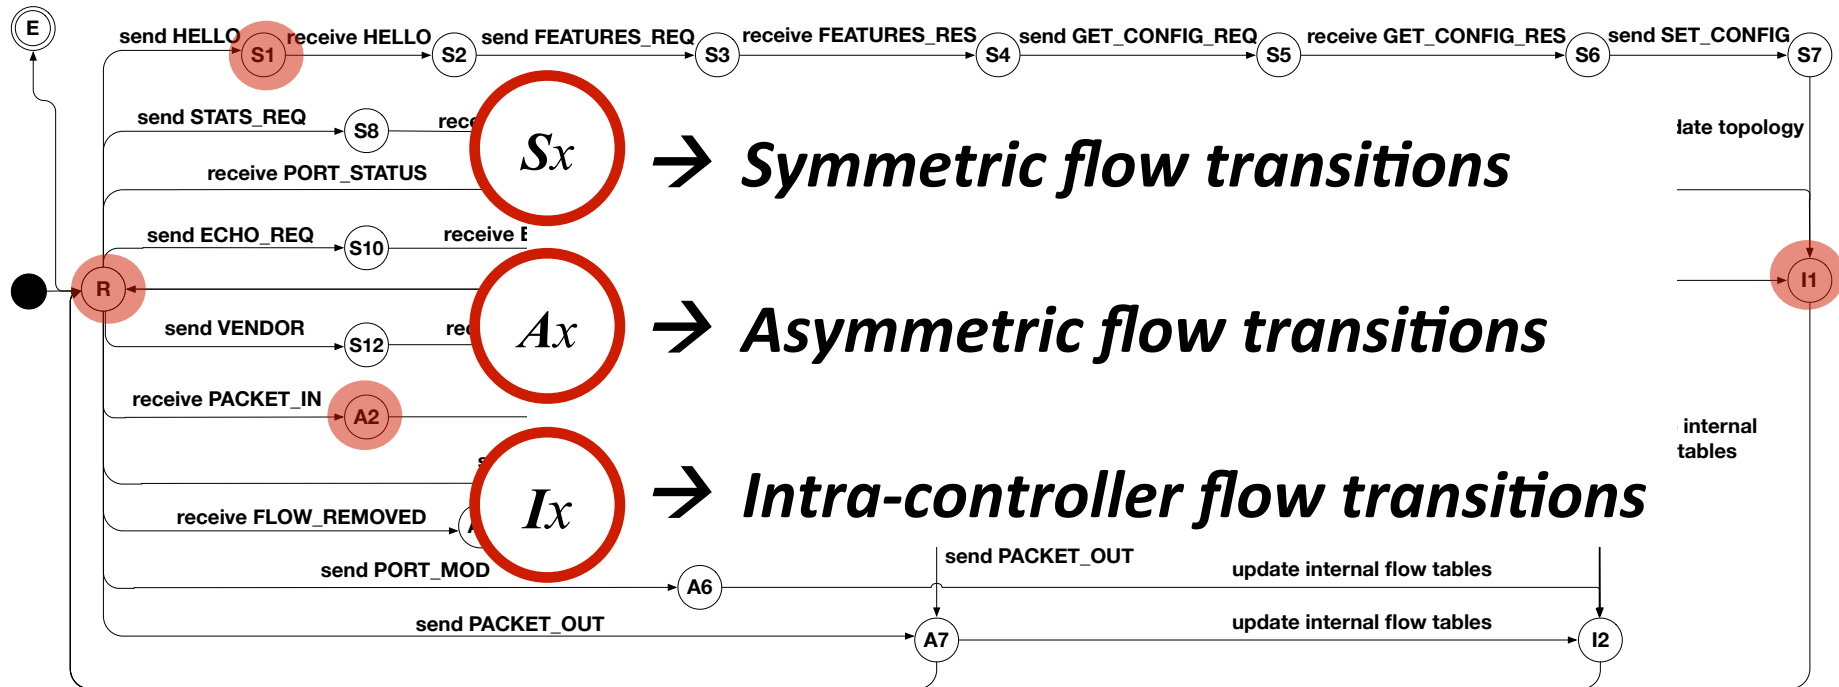 E
send HELLO S1 receive HELLO S2 send FEATURES_REQ S3 receive FEATURES_RES S4 send GET_CONFIG_REQ S5 receive GET_CONFIG_RES S6 send SET_CONFIG S7
send STATS_REQ S8
topology
Sx → Symmetric flow transitions
receive PORT_STATUS
send ECHO_REQ S10 receive
R
I1
send VENDOR S12
Ax → Asymmetric flow transitions
receive PACKET_IN A2
internal
tables
Ix → Intra-controller flow transitions
receive FLOW_REMOVED
send PACKET_OUT
send PORT_MOD A6 update internal flow tables
send PACKET_OUT A7 update internal flow tables I2